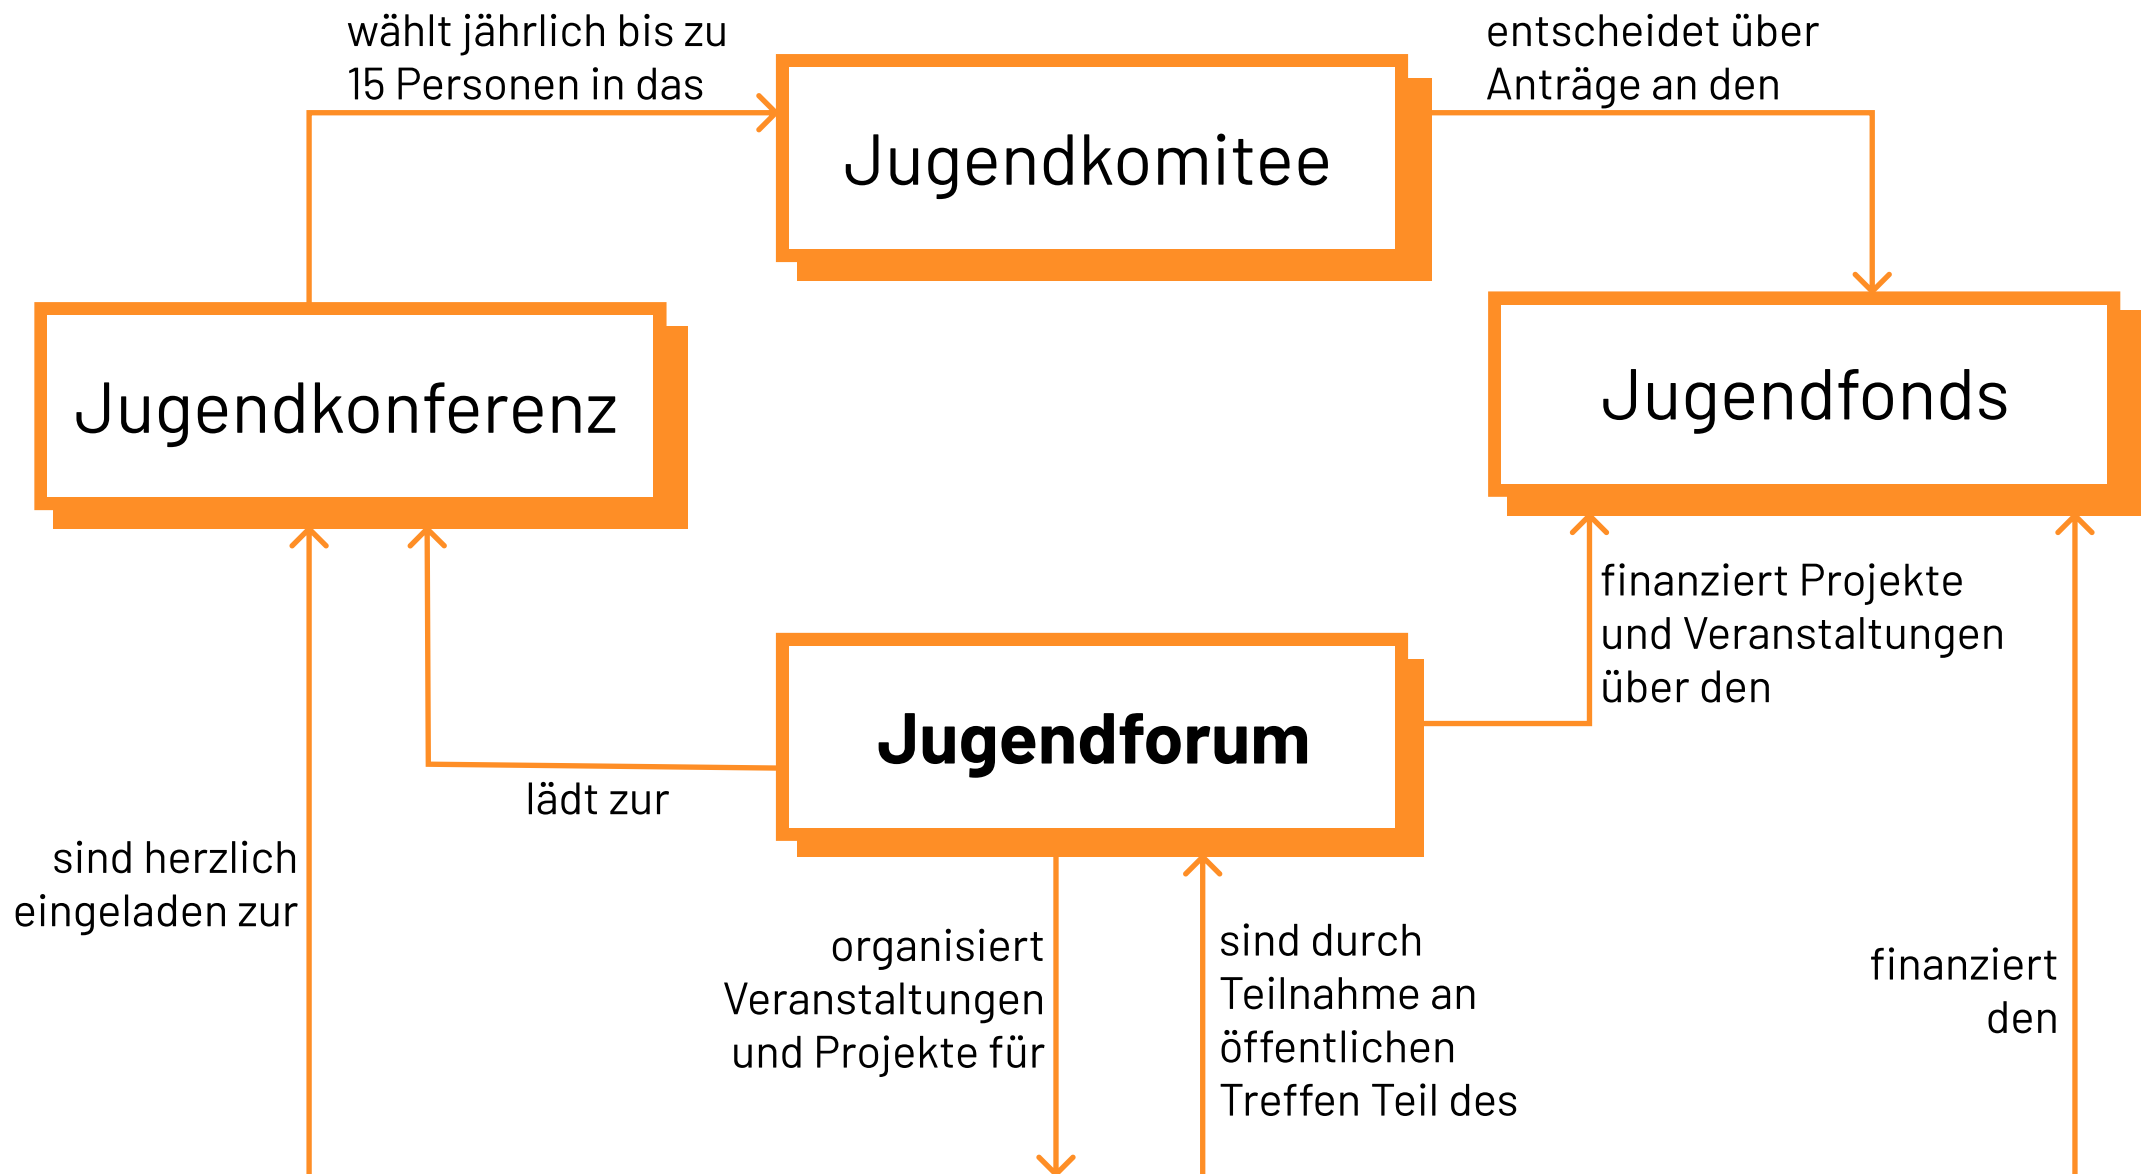 wählt jährlich bis zu
15 Personen in das
entscheidet über
Anträge an den
Jugendkomitee
Jugendkonferenz
Jugendfonds
finanziert Projekte
und Veranstaltungen
über den
Jugendforum
lädt zur
sind herzlich
eingeladen zur
organisiert
Veranstaltungen
und Projekte für
sind durch
Teilnahme an
öffentlichen
Treffen Teil des
finanziert
den